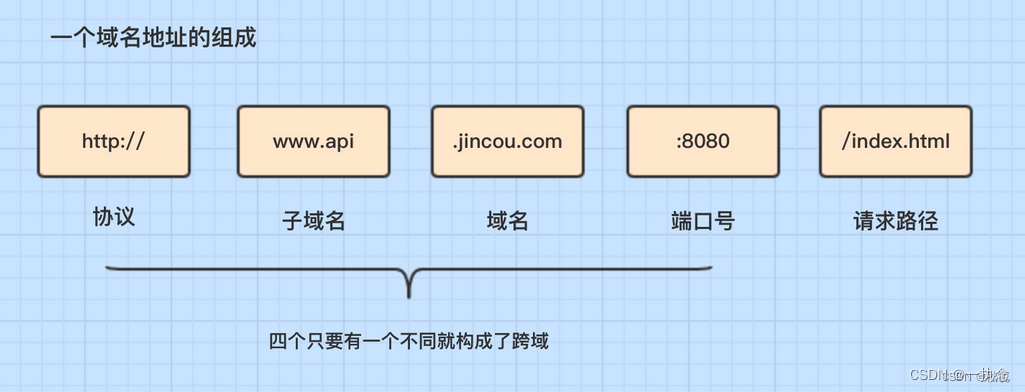 一个域名地址的组成
http://
www.api
.jincou.com
:8080
/index.html
协议
子域名
域名
端口号
请求路径
四个只要有一个不同就构成了跨域
CSDN